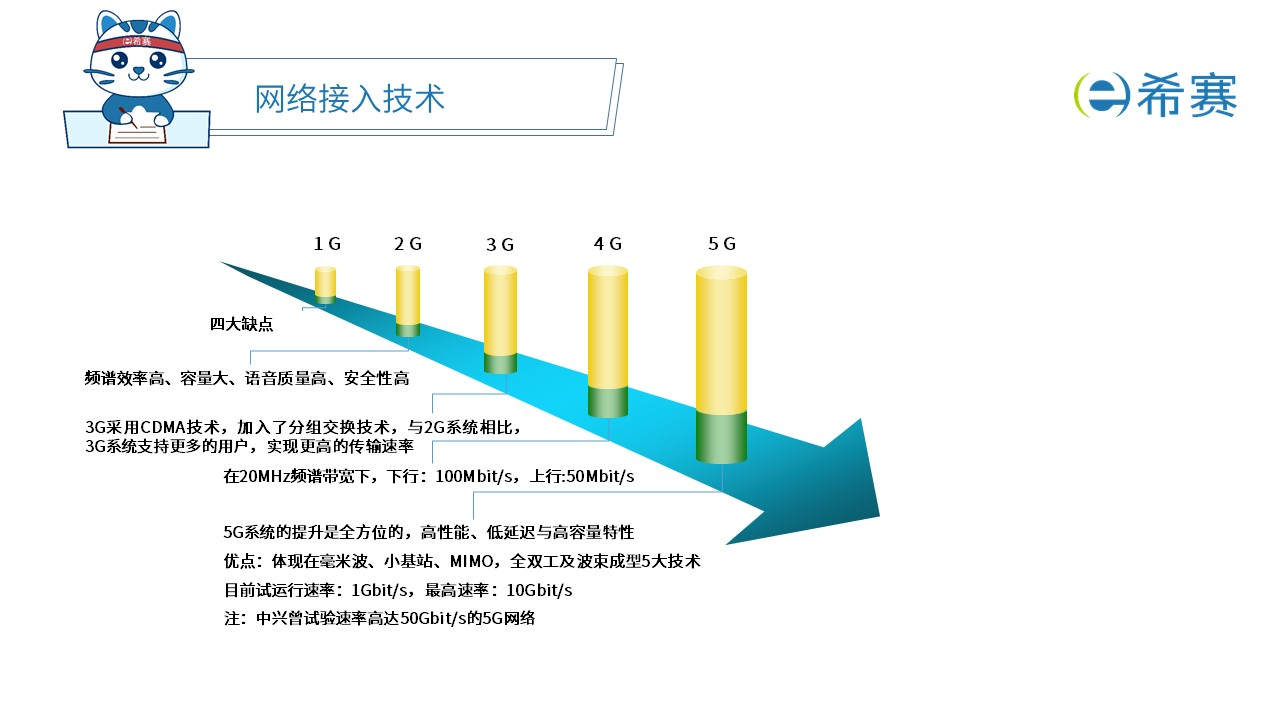 希赛
网络接入技术
希赛
1G
2G
3G
4G
5G
四大缺点
频谱效率高、容量大、语音质量高、安全性高
3G采用CDMA技术，加入了分组交换技术，与2G系统相比，
3G系统支持更多的用户，实现更高的传输速率
在20MHz频谱带宽下，下行：100Mbit/s，上行:50Mbit/s
5G系统的提升是全方位的，高性能、低延迟与高容量特性
优点：体现在毫米波、小基站、MIMO，全双工及波束成型5大技术
目前试运行速率：1Gbit/s，最高速率：10Gbit/s
注：中兴曾试验速率高达50Gbit/s的5G网络